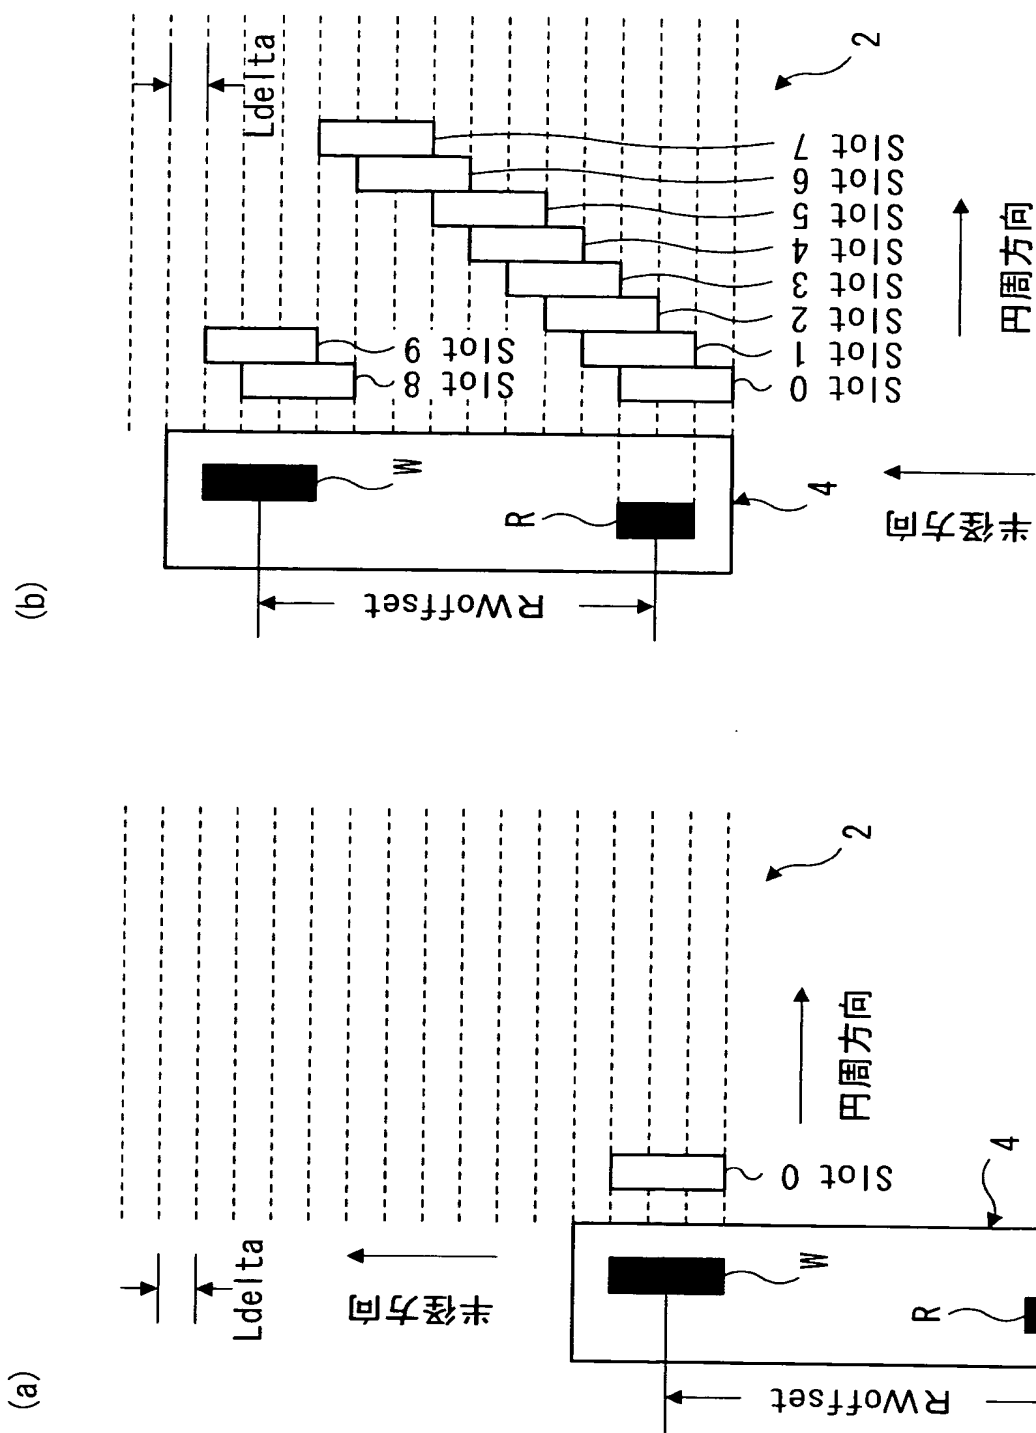 (b)
Ldelta
2
Slot 7
Slot 6
Slot 5
Slot 4
Slot 3
Slot 2
Slot 1
Slot 0
Slot 9
Slot 8
円周方向
W
R
4
半径方向
RWoffset
(a)
2
円周方向
Slot 0
Ldelta
半径方向
4
W
R
RWoffset